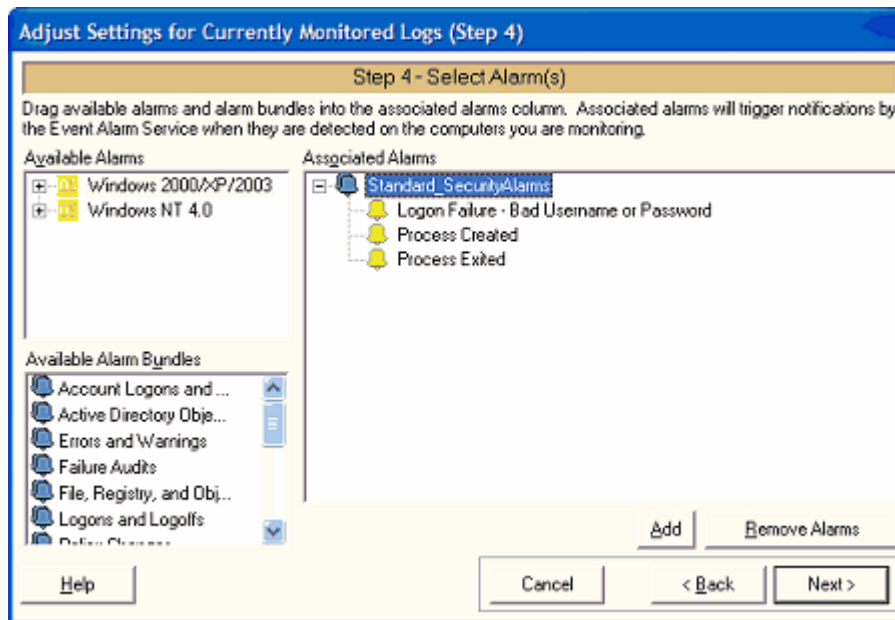 Adjust Settings for Currently Monitored Logs (Step 4)
Step 4 - Select Alarm(s)
Drag available alarms and alarm bundles into the associated alarms column. Associated alarms will trigger notifications by
the Event Alarm Service when they are detected on the computers you are monitoring.
Available Alarms
Windows 2000/XP/2003
Windows NT 4.0
Associated Alarms
Standard_SecurityAlarms
Logon Failure - Bad Username or Password
Process Created
Process Exited
Available Alarm Bundles
Account Logons and ...
Active Directory Obje...
Errors and Warnings
Failure Audits
File, Registry, and Obj...
Logons and Logoffs
Policy Changes
Add
Remove Alarms
Help
Cancel
< Back
Next >